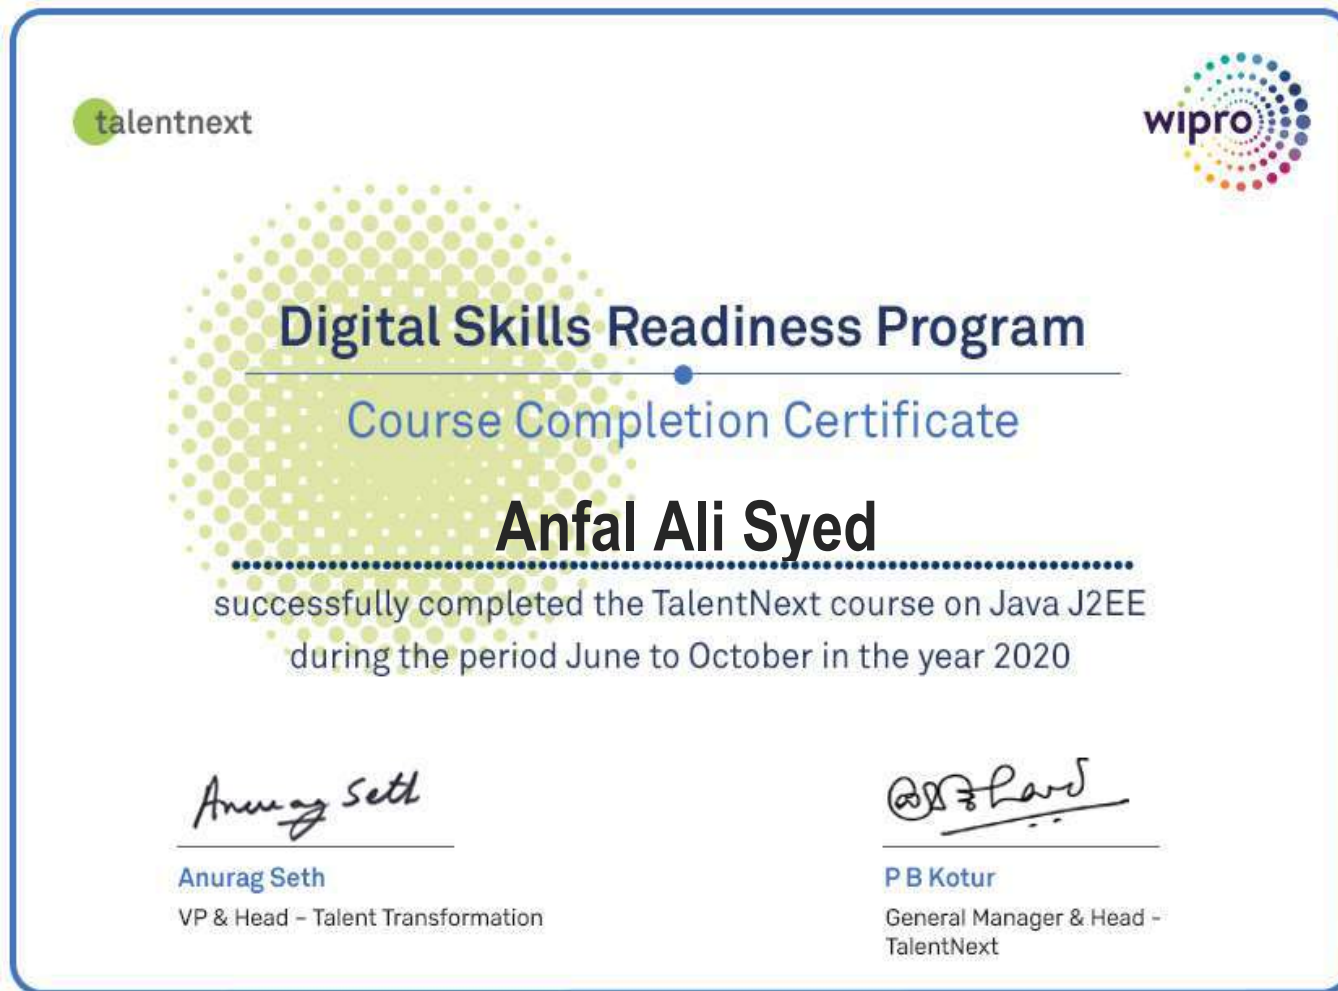 talentnext
wipro
Digital Skills Readiness Program
Course Completion Certificate
Anfal Ali Syed
successfully completed the TalentNext course on Java J2EE
during the period June to October in the year 2020
Anurag Seth
Anurag Seth
VP & Head – Talent Transformation
P B Kotur
General Manager & Head -
TalentNext